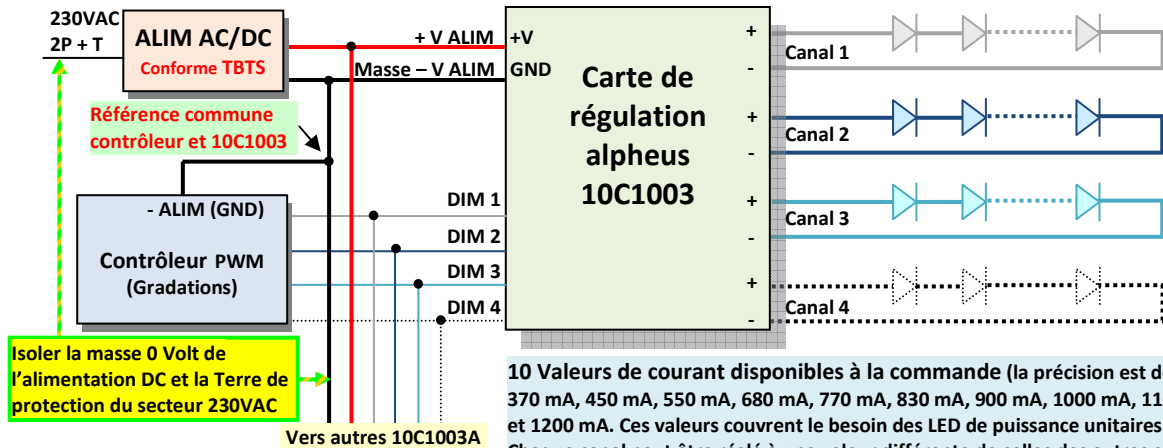 230VAC
2P + T
ALIM AC/DC
Conforme TBTS
+ V ALIM
+V
Masse – V ALIM
GND
Référence commune
contrôleur et 10C1003
Carte de
régulation
alpheus
10C1003
+
Canal 1
-
+
Canal 2
-
+
Canal 3
-
+
Canal 4
-
- ALIM (GND)
Contrôleur PWM
(Gradations)
DIM 1
DIM 2
DIM 3
DIM 4
Isoler la masse 0 Volt de
l'alimentation DC et la Terre de
protection du secteur 230VAC
Vers autres 10C1003A
10 Valeurs de courant disponibles à la commande (la précision est
370 mA, 450 mA, 550 mA, 680 mA, 770 mA, 830 mA, 900 mA, 1000 mA,
et 1200 mA. Ces valeurs couvrent le besoin des LED de puissance unitaires